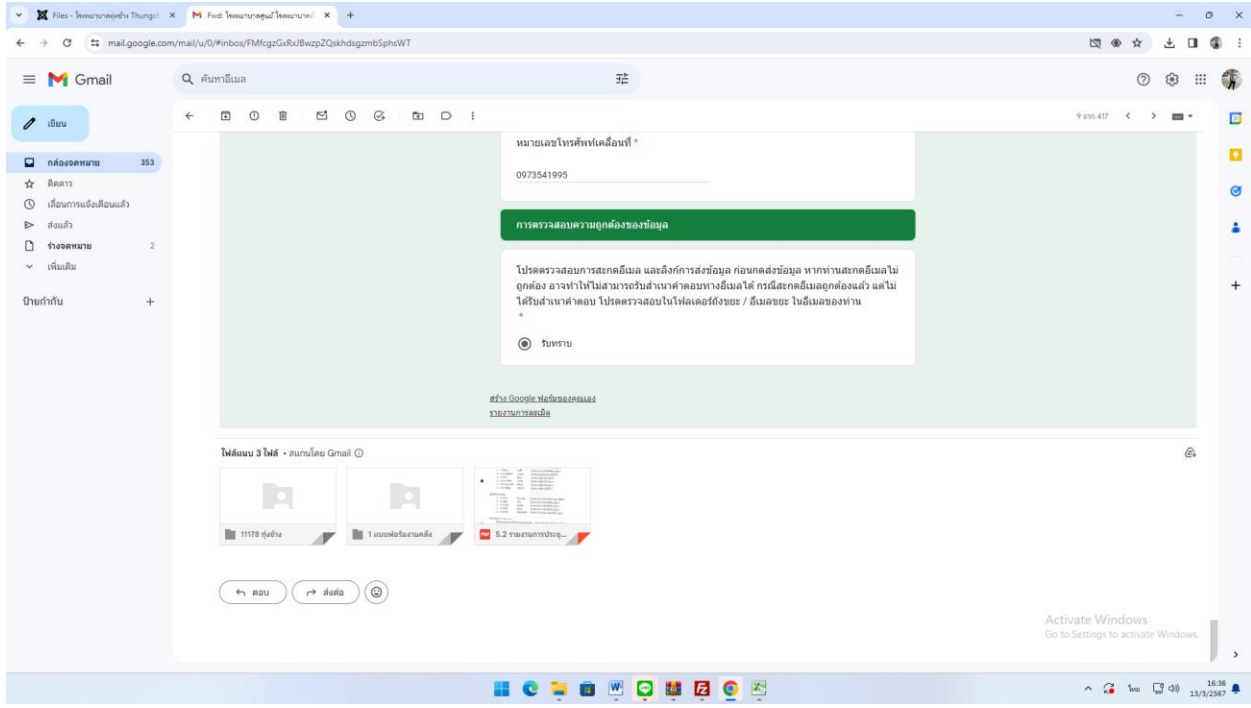 Files - โรงพยาบาลทุ่งช้าง Thungch
Fwd: โรงพยาบาลศูนย์ โรงพยาบาลทั่
mail.google.com/mail/u/0/#inbox/FMfcgzGxRxJBwzpZQskhdsgzmbSphsWT
Gmail
ค้นหาอีเมล
เขียน
9 จาก 417
กล่องจดหมาย 353
ติดดาว
เลื่อนการแจ้งเตือนแล้ว
ส่งแล้ว
ร่างจดหมาย 2
เพิ่มเติม
ป้ายกำกับ
หมายเลขโทรศัพท์เคลื่อนที่ *
0973541995
การตรวจสอบความถูกต้องของข้อมูล
โปรดตรวจสอบการสะกดอีเมล และลิงก์การส่งข้อมูล ก่อนกดส่งข้อมูล หากท่านสะกดอีเมลไม่
ถูกต้อง อาจทำให้ไม่สามารถรับสำเนาคำตอบทางอีเมลได้ กรณีสะกดอีเมลถูกต้องแล้ว แต่ไม่
ได้รับสำเนาคำตอบ โปรดตรวจสอบในโฟลเดอร์ถังขยะ / อีเมลขยะ ในอีเมลของท่าน
*
รับทราบ
สร้าง Google ฟอร์มของคุณเอง
รายงานการละเมิด
ไฟล์แนบ 3 ไฟล์ • สแกนโดย Gmail
11178 ทุ่งช้าง
1 แบบฟอร์มงานคลัง
PDF 5.2 รายงานการประชุ...
ตอบ
ส่งต่อ
Activate Windows
Go to Settings to activate Windows.
ไทย
16:36
13/3/2567